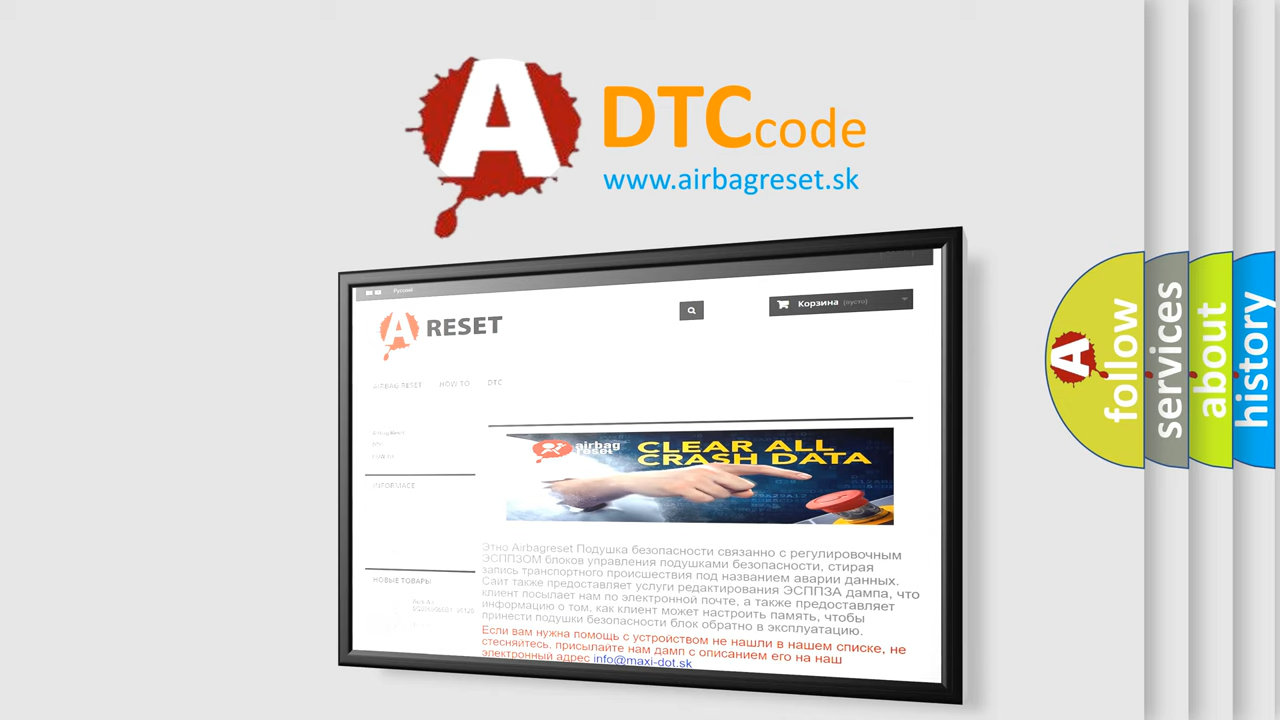 A DTCcode
www.airbagreset.sk
Русский
Корзина (пусто)
A RESET
AIRBAG RESET HOW TO DTC
INFORMACE
НОВЫЕ ТОВАРЫ
airbag
reset
CLEAR ALL
CRASH DATA
Этно Airbagreset Подушка безопасности связанно с регулировочным
ЭСППЗОМ блоков управления подушками безопасности, стирая
запись транспортного происшествия под названием аварии данных.
Сайт также предоставляет услуги редактирования ЭСППЗА дампа, что
клиент посылает нам по электронной почте, а также предоставляет
информацию о том, как клиент может настроить память, чтобы
принести подушки безопасности блок обратно в эксплуатацию.
Если вам нужна помощь с устройством не нашли в нашем списке, не
стесняйтесь, присылайте нам дамп с описанием его на наш
электронный адрес info@maxi-dot.sk
A follow
services
about
history